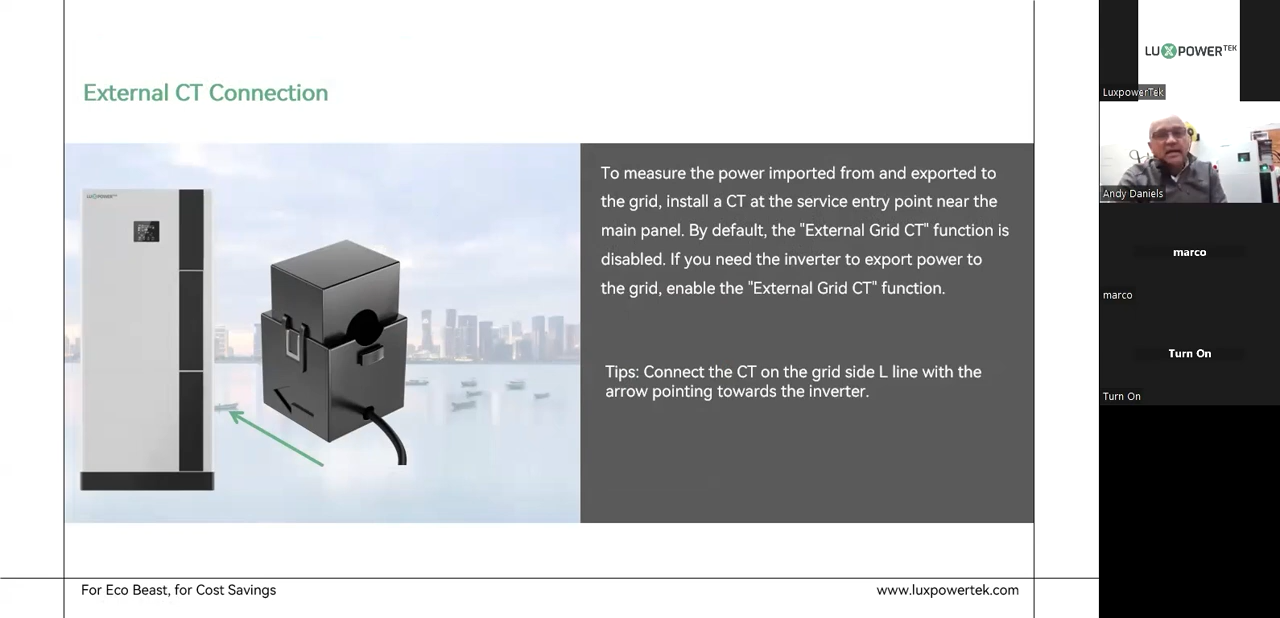 External CT Connection
LUXPOWERTEK
To measure the power imported from and exported to
the grid, install a CT at the service entry point near the
main panel. By default, the "External Grid CT" function is
disabled. If you need the inverter to export power to
the grid, enable the "External Grid CT" function.
Tips: Connect the CT on the grid side L line with the
arrow pointing towards the inverter.
For Eco Beast, for Cost Savings
www.luxpowertek.com
LUXPOWERTEK
LuxpowerTek
Andy Daniels
marco
marco
Turn On
Turn On